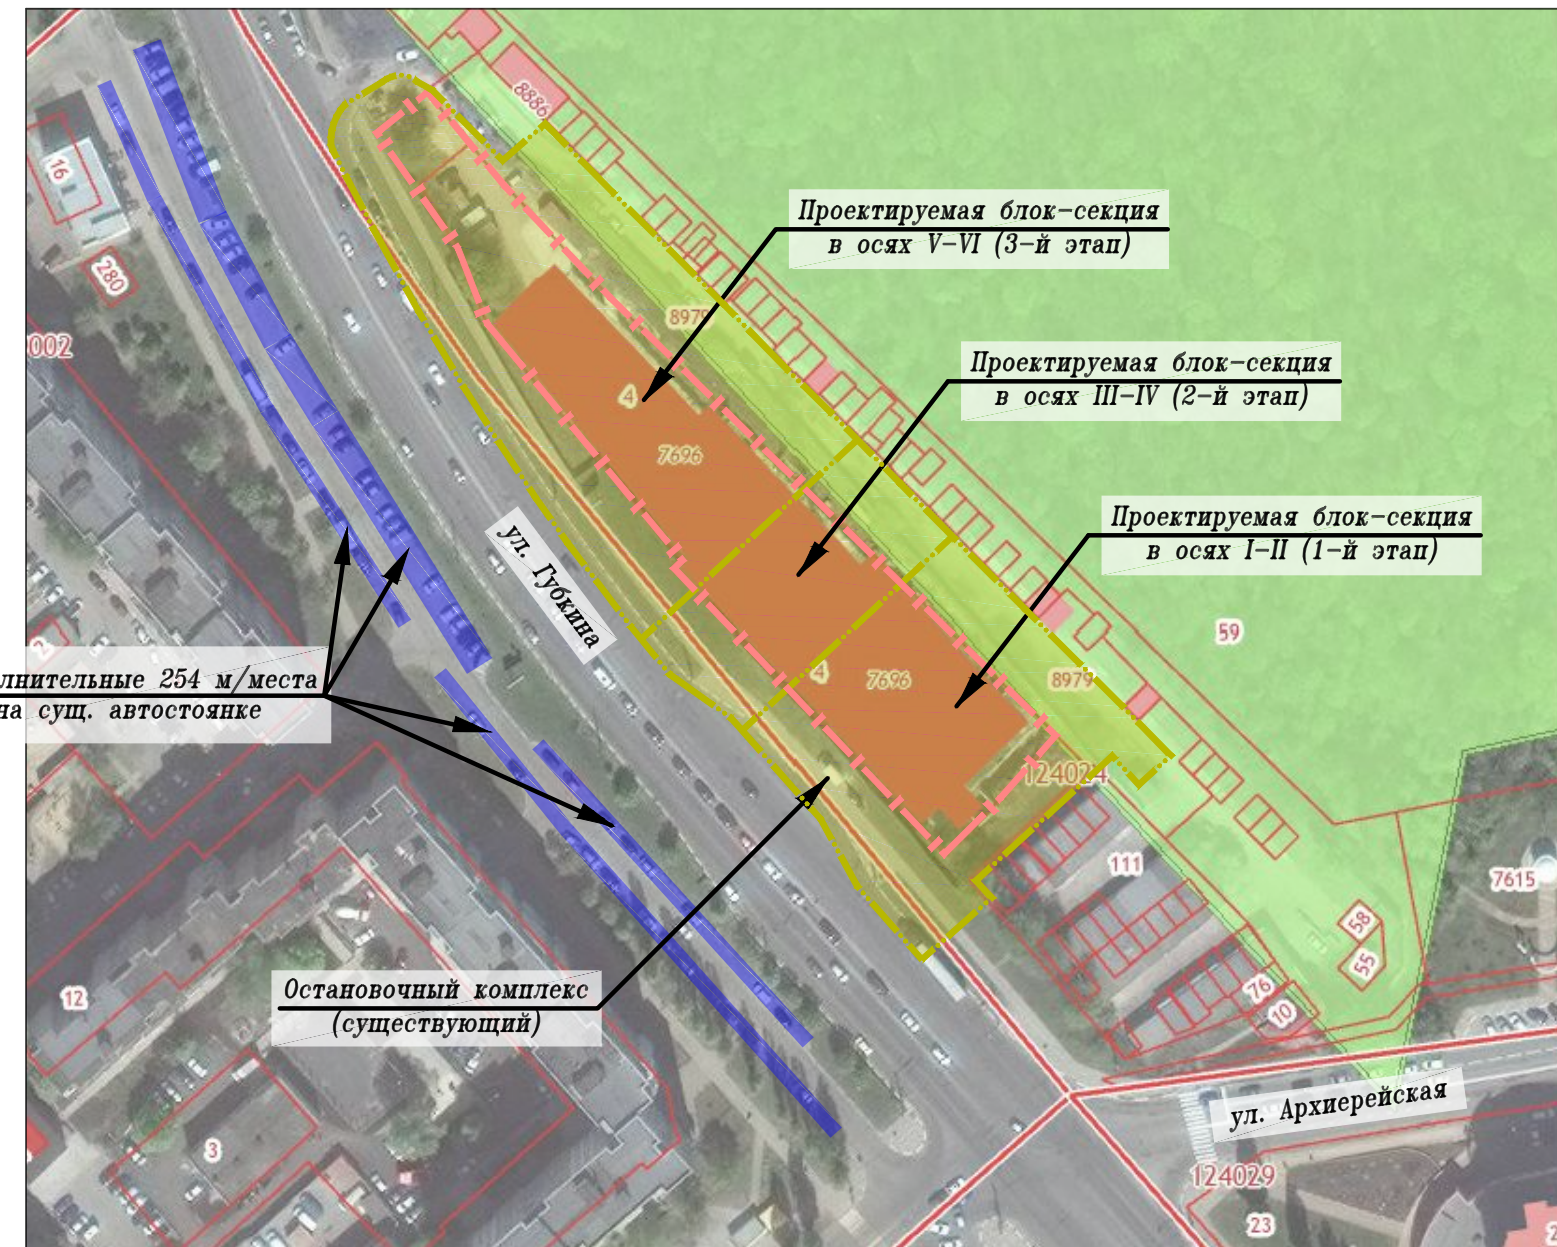 8886
16
Проектируемая блок-секция
в осях V-VI (3-й этап)
280
8979
002
Проектируемая блок-секция
в осях III-IV (2-й этап)
4
7696
Проектируемая блок-секция
в осях I-II (1-й этап)
ул. Губкина
59
2
лнительные 254 м/места
на сущ. автостоянке
4
7696
8979
124024
111
7615
58
55
76
10
12
Остановочный комплекс
(существующий)
ул. Архиерейская
3
124029
23
2